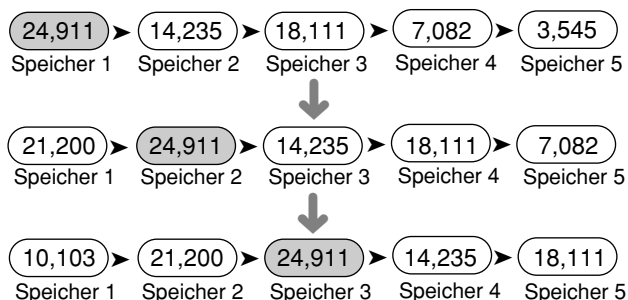 24,911 14,235 18,111 7,082 3,545
Speicher 1 Speicher 2 Speicher 3 Speicher 4 Speicher 5
21,200 24,911 14,235 18,111 7,082
Speicher 1 Speicher 2 Speicher 3 Speicher 4 Speicher 5
10,103 21,200 24,911 14,235 18,111
Speicher 1 Speicher 2 Speicher 3 Speicher 4 Speicher 5